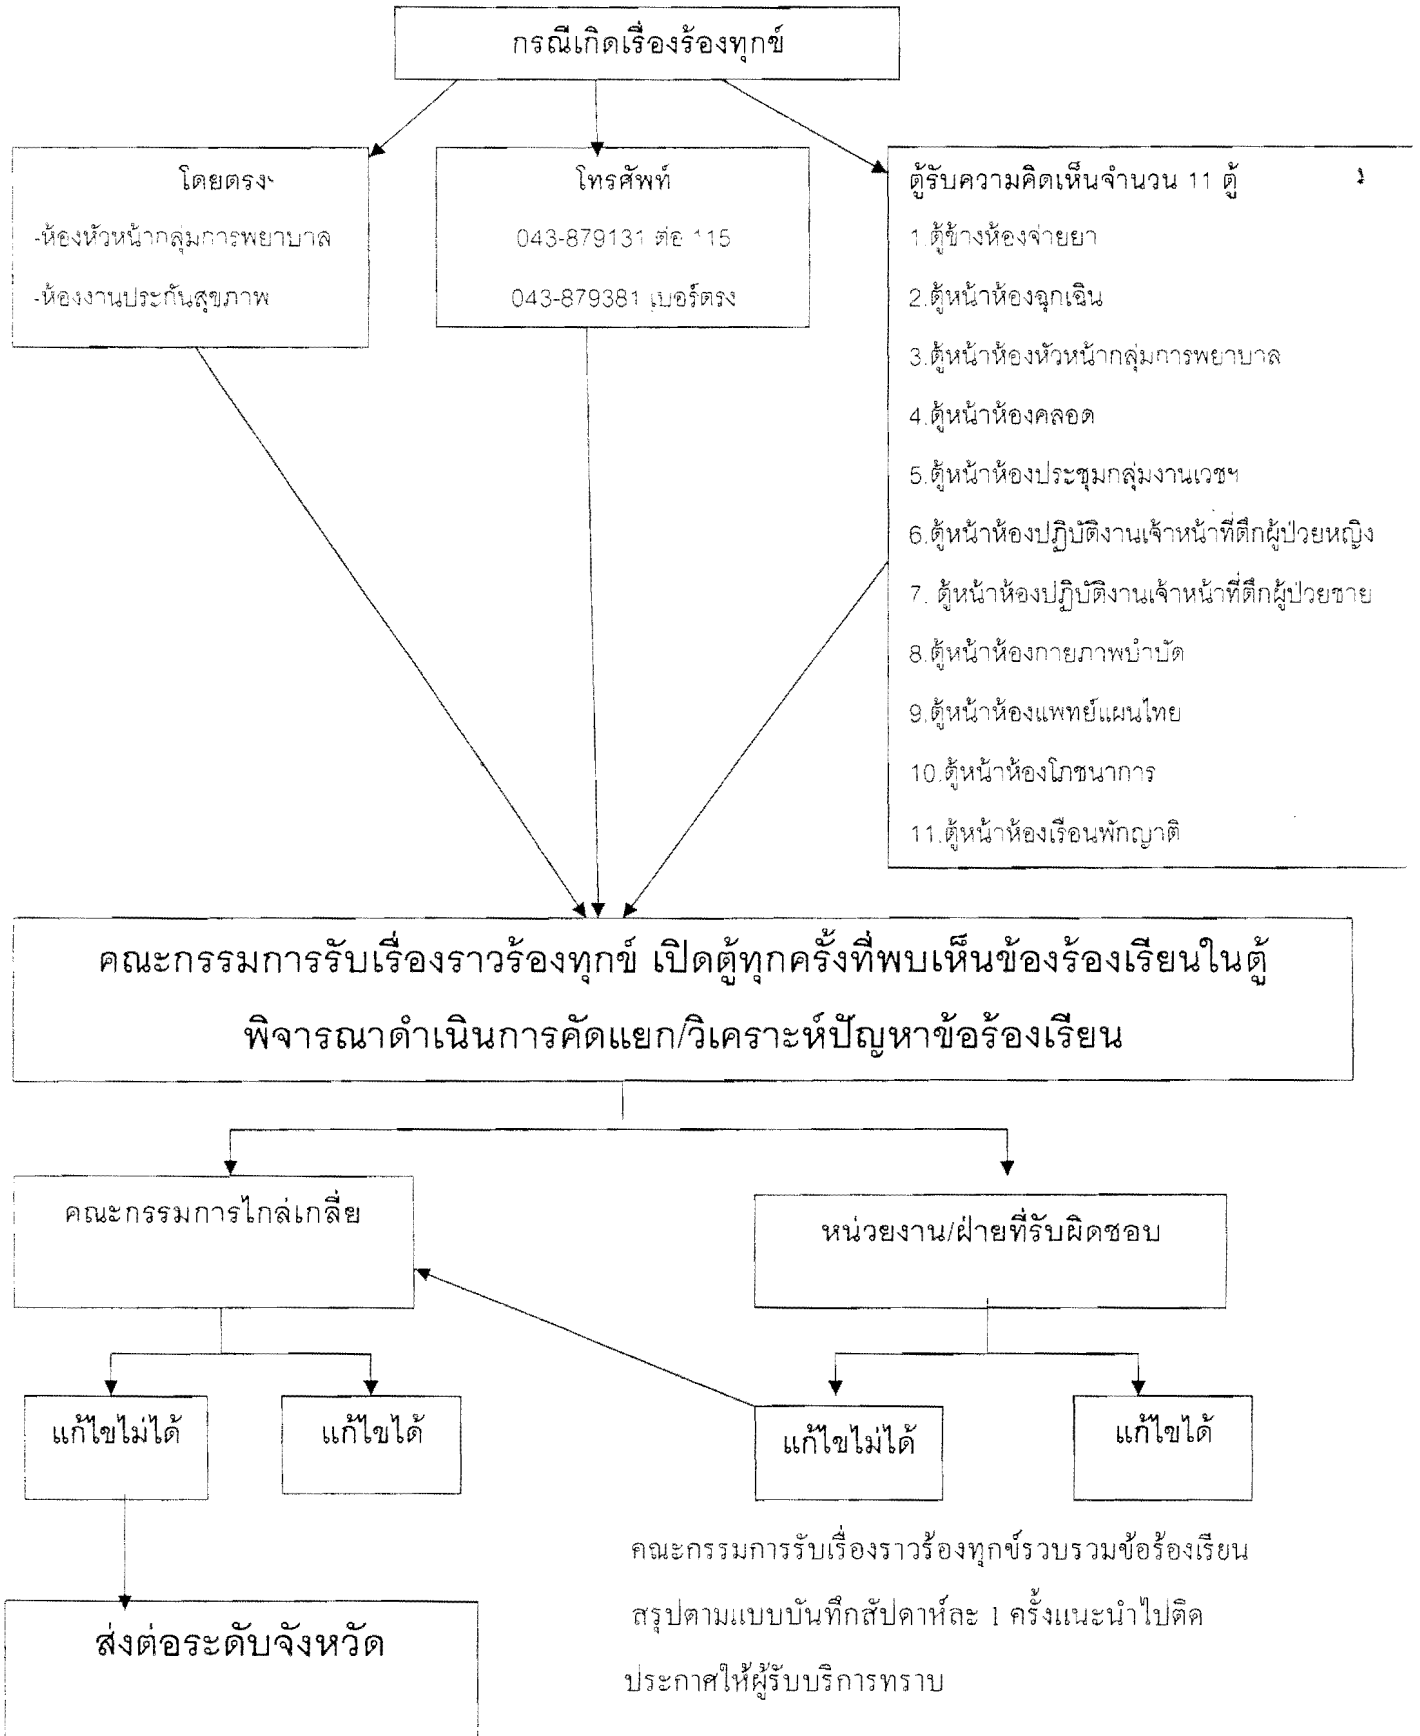 กรณีเกิดเรื่องร้องทุกข์
โดยตรง
-ห้องหัวหน้ากลุ่มการพยาบาล
-ห้องงานประกันสุขภาพ
โทรศัพท์
043-879131 ต่อ 115
043-879381 เบอร์ตรง
ตู้รับความคิดเห็นจำนวน 11 ตู้
1.ตู้ข้างห้องจ่ายยา
2.ตู้หน้าห้องฉุกเฉิน
3.ตู้หน้าห้องหัวหน้ากลุ่มการพยาบาล
4.ตู้หน้าห้องคลอด
5.ตู้หน้าห้องประชุมกลุ่มงานเวชฯ
6.ตู้หน้าห้องปฏิบัติงานเจ้าหน้าที่ตึกผู้ป่วยหญิง
7. ตู้หน้าห้องปฏิบัติงานเจ้าหน้าที่ตึกผู้ป่วยชาย
8.ตู้หน้าห้องกายภาพบำบัด
9.ตู้หน้าห้องแพทย์แผนไทย
10.ตู้หน้าห้องโภชนาการ
11.ตู้หน้าห้องเรือนพักญาติ
คณะกรรมการรับเรื่องราวร้องทุกข์ เปิดตู้ทุกครั้งที่พบเห็นข้องร้องเรียนในตู้
พิจารณาดำเนินการคัดแยก/วิเคราะห์ปัญหาข้อร้องเรียน
คณะกรรมการไกล่เกลี่ย
หน่วยงาน/ฝ่ายที่รับผิดชอบ
แก้ไขไม่ได้
แก้ไขได้
แก้ไขไม่ได้
แก้ไขได้
ส่งต่อระดับจังหวัด
คณะกรรมการรับเรื่องราวร้องทุกข์รวบรวมข้อร้องเรียน
สรุปตามแบบบันทึกสัปดาห์ละ 1 ครั้งแนะนำไปติด
ประกาศให้ผู้รับบริการทราบ